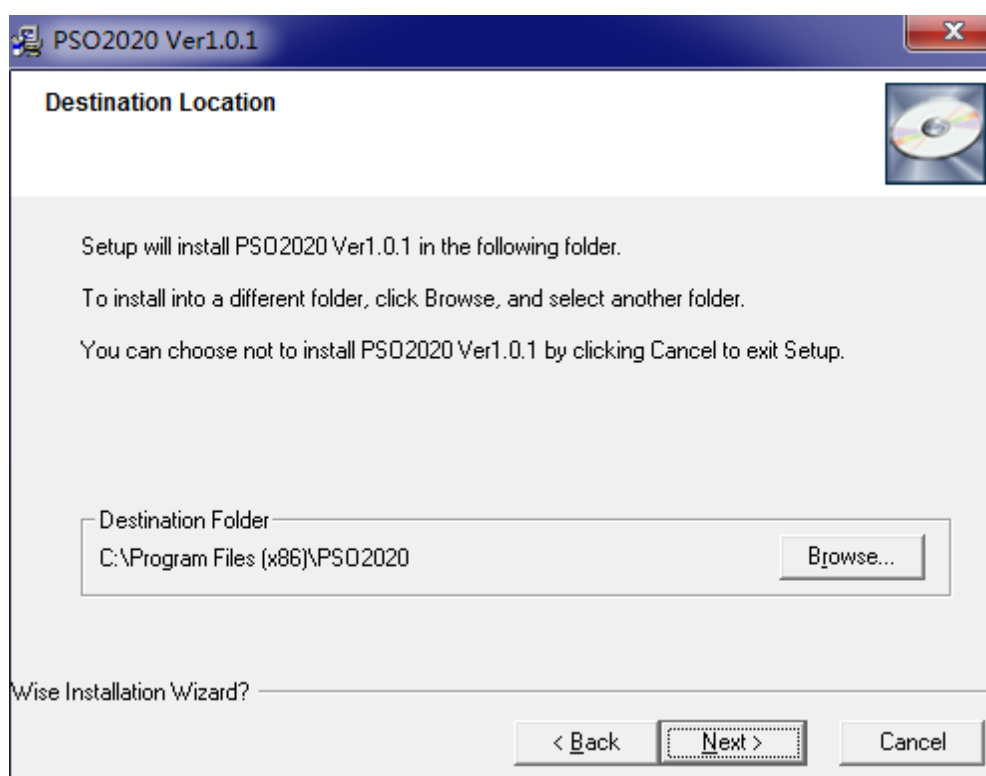 PSO2020 Ver1.0.1
x
Destination Location
Setup will install PSO2020 Ver1.0.1 in the following folder.
To install into a different folder, click Browse, and select another folder.
You can choose not to install PSO2020 Ver1.0.1 by clicking Cancel to exit Setup.
Destination Folder
C:\Program Files (x86)\PSO2020
Browse...
Wise Installation Wizard?
< Back
Next >
Cancel